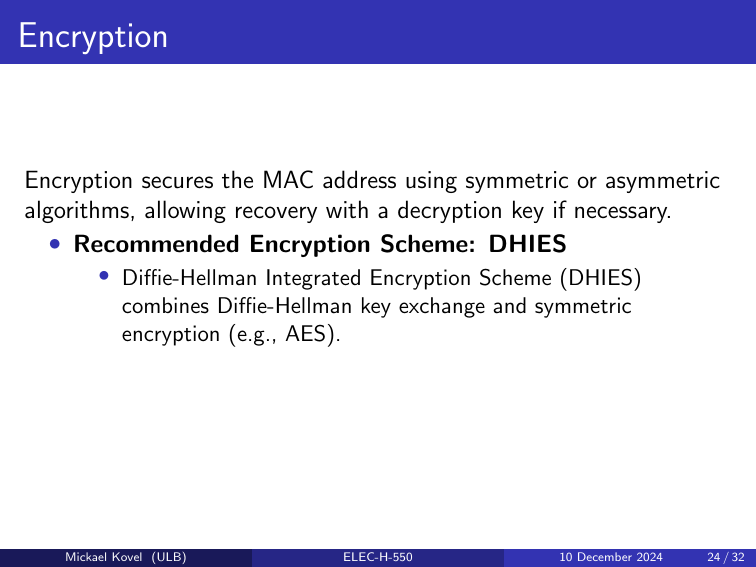 Encryption
Encryption secures the MAC address using symmetric or asymmetric
algorithms, allowing recovery with a decryption key if necessary.
• Recommended Encryption Scheme: DHIES
• Diffie-Hellman Integrated Encryption Scheme (DHIES)
combines Diffie-Hellman key exchange and symmetric
encryption (e.g., AES).
Mickael Kovel (ULB) ELEC-H-550 10 December 2024 24 / 32